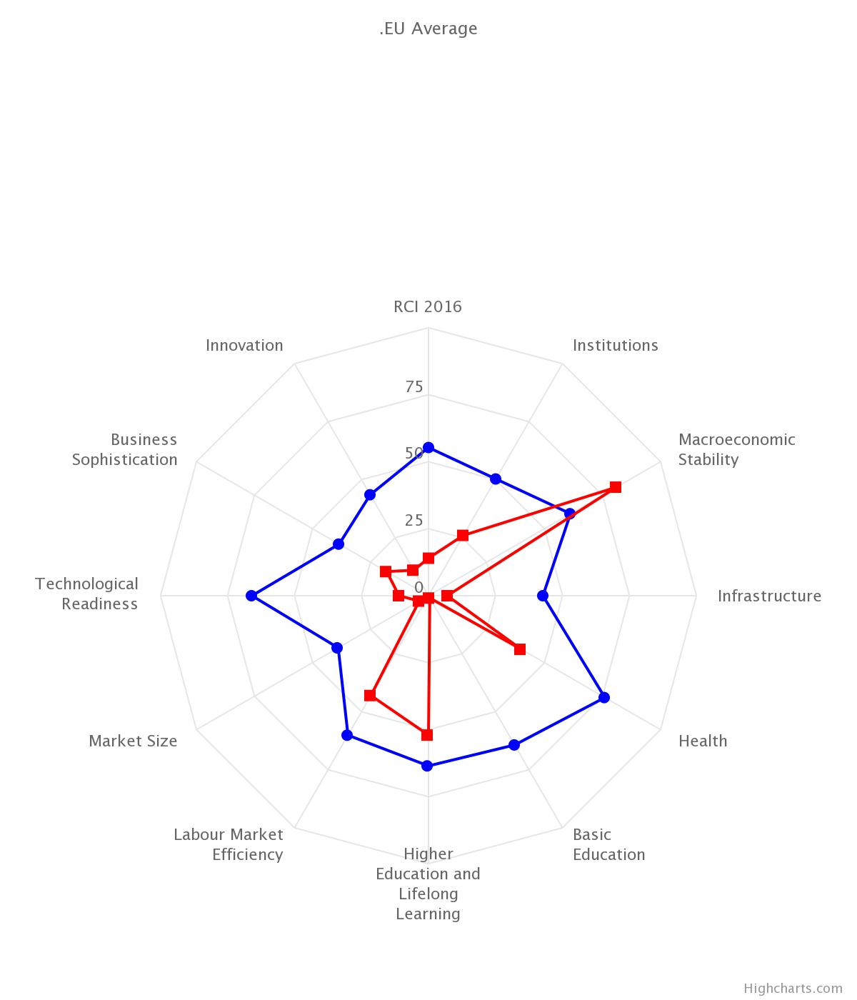 .EU Average
RCI 2016
Innovation
Institutions
75
Business
Sophistication
Macroeconomic
Stability
50
25
Technological
Readiness
0
Infrastructure
Market Size
Health
Labour Market
Efficiency
Basic
Education
Higher
Education and
Lifelong
Learning
Highcharts.com